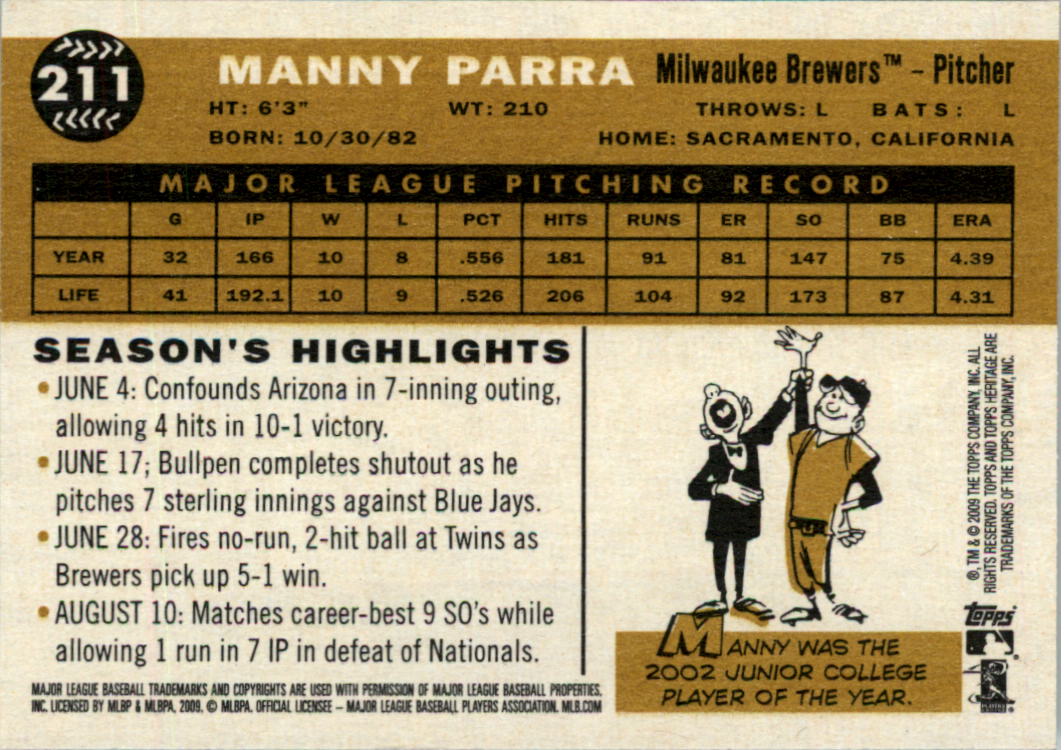 211
MANNY PARRA Milwaukee Brewers™ – Pitcher
HT: 6'3" WT: 210 THROWS: L BATS: L
BORN: 10/30/82 HOME: SACRAMENTO, CALIFORNIA
MAJOR LEAGUE PITCHING RECORD
G IP W L PCT HITS RUNS ER SO BB ERA
YEAR 32 166 10 8 .556 181 91 81 147 75 4.39
LIFE 41 192.1 10 9 .526 206 104 92 173 87 4.31
SEASON'S HIGHLIGHTS
•JUNE 4: Confounds Arizona in 7-inning outing,
allowing 4 hits in 10-1 victory.
•JUNE 17; Bullpen completes shutout as he
pitches 7 sterling innings against Blue Jays.
•JUNE 28: Fires no-run, 2-hit ball at Twins as
Brewers pick up 5-1 win.
•AUGUST 10: Matches career-best 9 SO's while
allowing 1 run in 7 IP in defeat of Nationals.
MAJOR LEAGUE BASEBALL TRADEMARKS AND COPYRIGHTS ARE USED WITH PERMISSION OF MAJOR LEAGUE BASEBALL PROPERTIES,
INC. LICENSED BY MLBP & MLBPA, 2009. © MLBPA. OFFICIAL LICENSEE – MAJOR LEAGUE BASEBALL PLAYERS ASSOCIATION. MLB.COM
MANNY WAS THE
2002 JUNIOR COLLEGE
PLAYER OF THE YEAR.
®, TM & © 2009 THE TOPPS COMPANY, INC. ALL
RIGHTS RESERVED. TOPPS AND TOPPS HERITAGE ARE
TRADEMARKS OF THE TOPPS COMPANY, INC.
topps